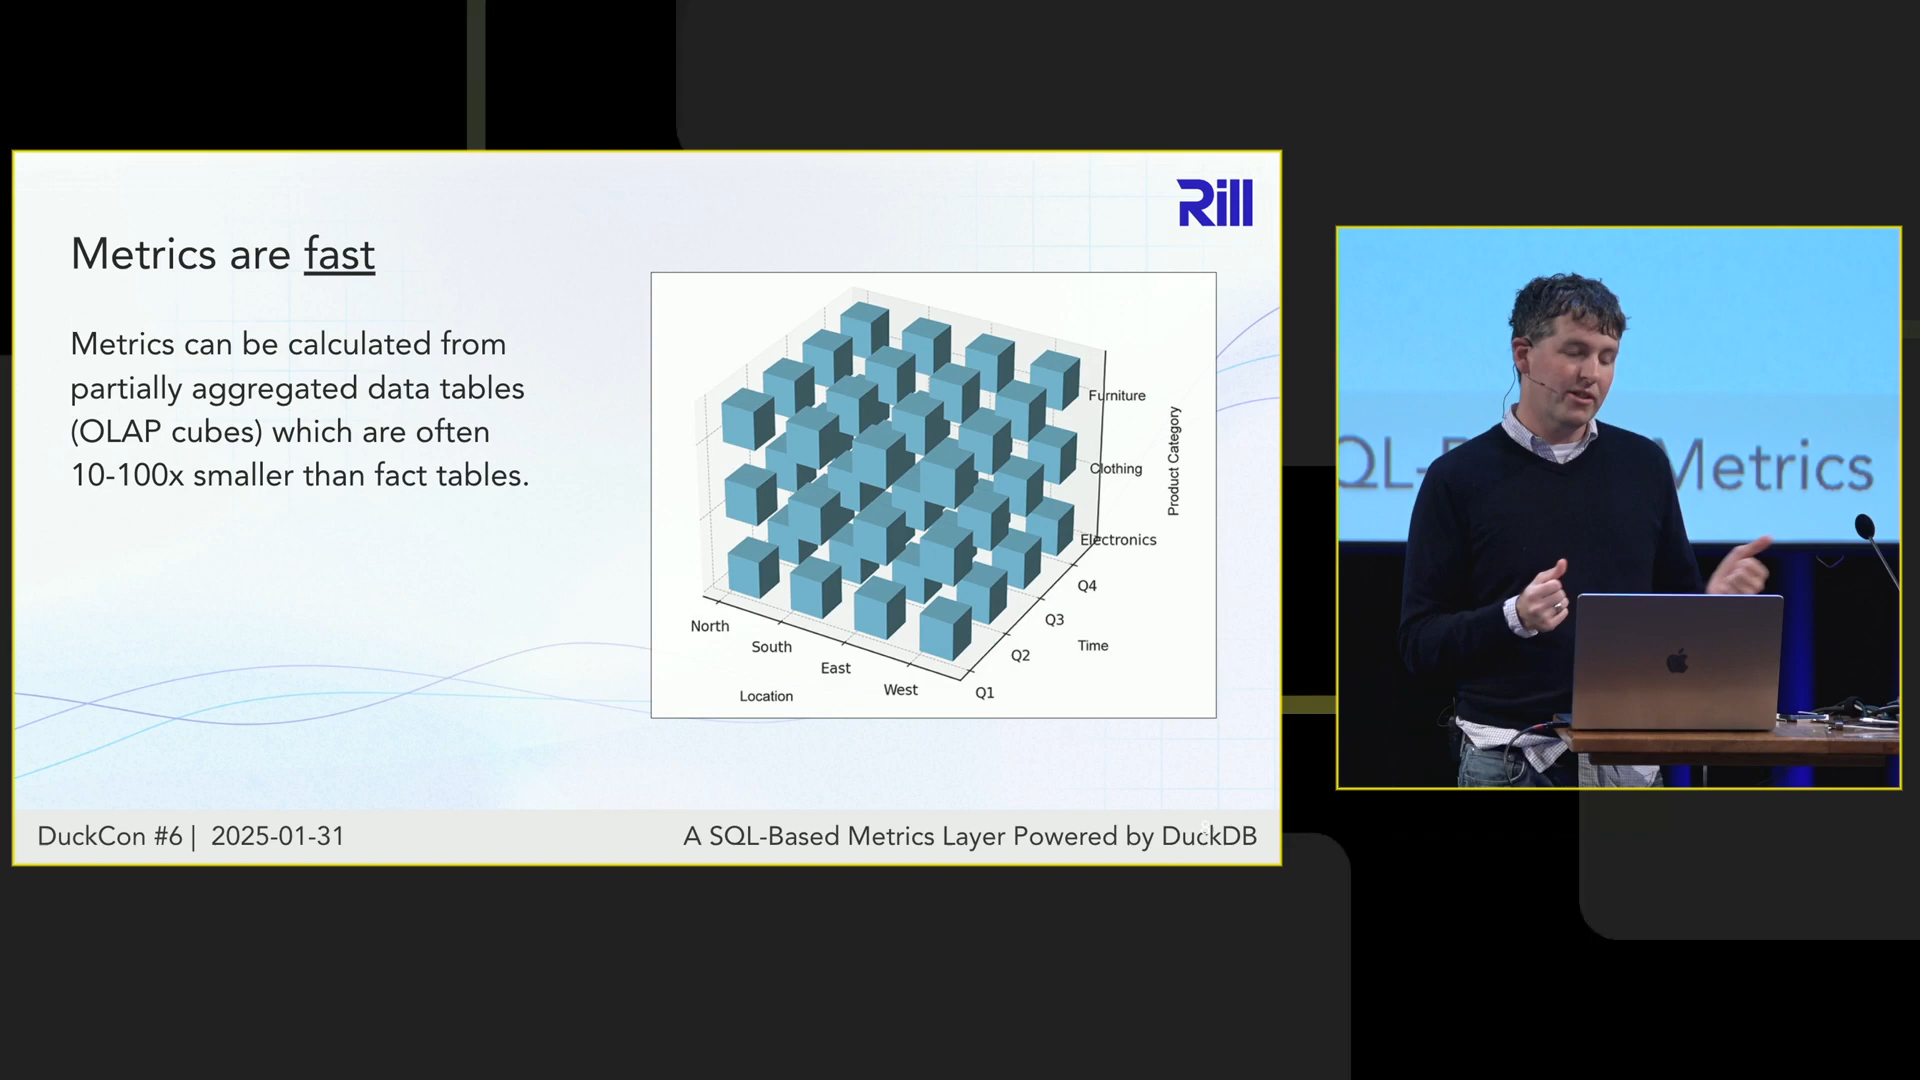 Rill
Metrics are fast
Metrics can be calculated from
partially aggregated data tables
(OLAP cubes) which are often
10-100x smaller than fact tables.
Furniture
Clothing
Electronics
Product Category
Q4
Q3
Q2
Q1
Time
North
South
East
West
Location
DuckCon #6 | 2025-01-31
A SQL-Based Metrics Layer Powered by DuckDB
QL- Metrics